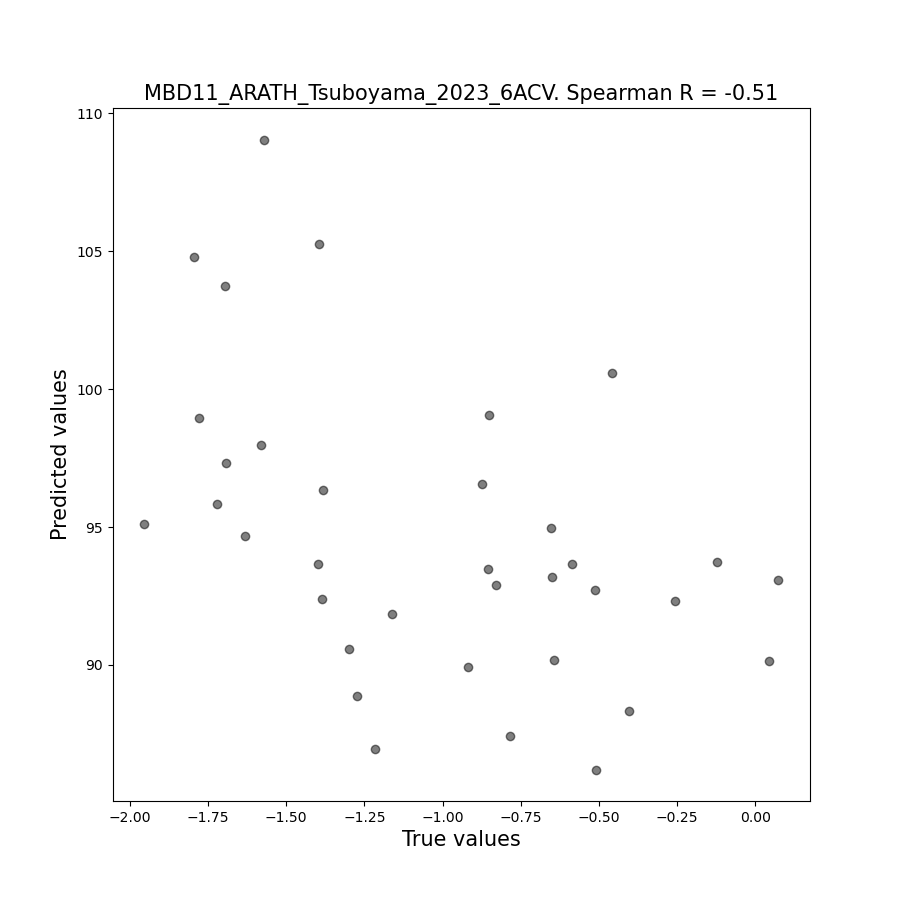 MBD11_ARATH_Tsuboyama_2023_6ACV. Spearman R = -0.51
110
105
100
95
90
Predicted values
−2.00 −1.75 −1.50 −1.25 −1.00 −0.75 −0.50 −0.25 0.00
True values